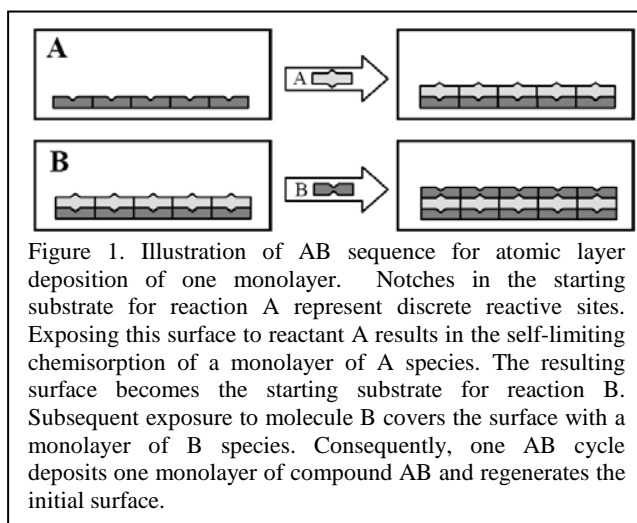 A
A
B
B
Figure 1. Illustration of AB sequence for atomic layer
deposition of one monolayer. Notches in the starting
substrate for reaction A represent discrete reactive sites.
Exposing this surface to reactant A results in the self-limiting
chemisorption of a monolayer of A species. The resulting
surface becomes the starting substrate for reaction B.
Subsequent exposure to molecule B covers the surface with a
monolayer of B species. Consequently, one AB cycle
deposits one monolayer of compound AB and regenerates the
initial surface.